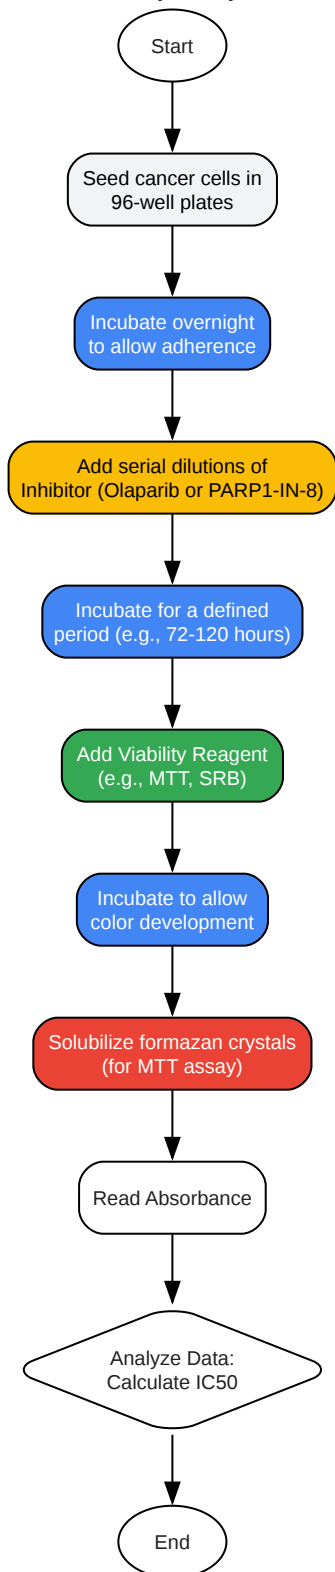 Start
Seed cancer cells in
96-well plates
Incubate overnight
to allow adherence
Add serial dilutions of
Inhibitor (Olaparib or PARP1-IN-8)
Incubate for a defined
period (e.g., 72-120 hours)
Add Viability Reagent
(e.g., MTT, SRB)
Incubate to allow
color development
Solubilize formazan crystals
(for MTT assay)
Read Absorbance
Analyze Data:
Calculate IC50
End